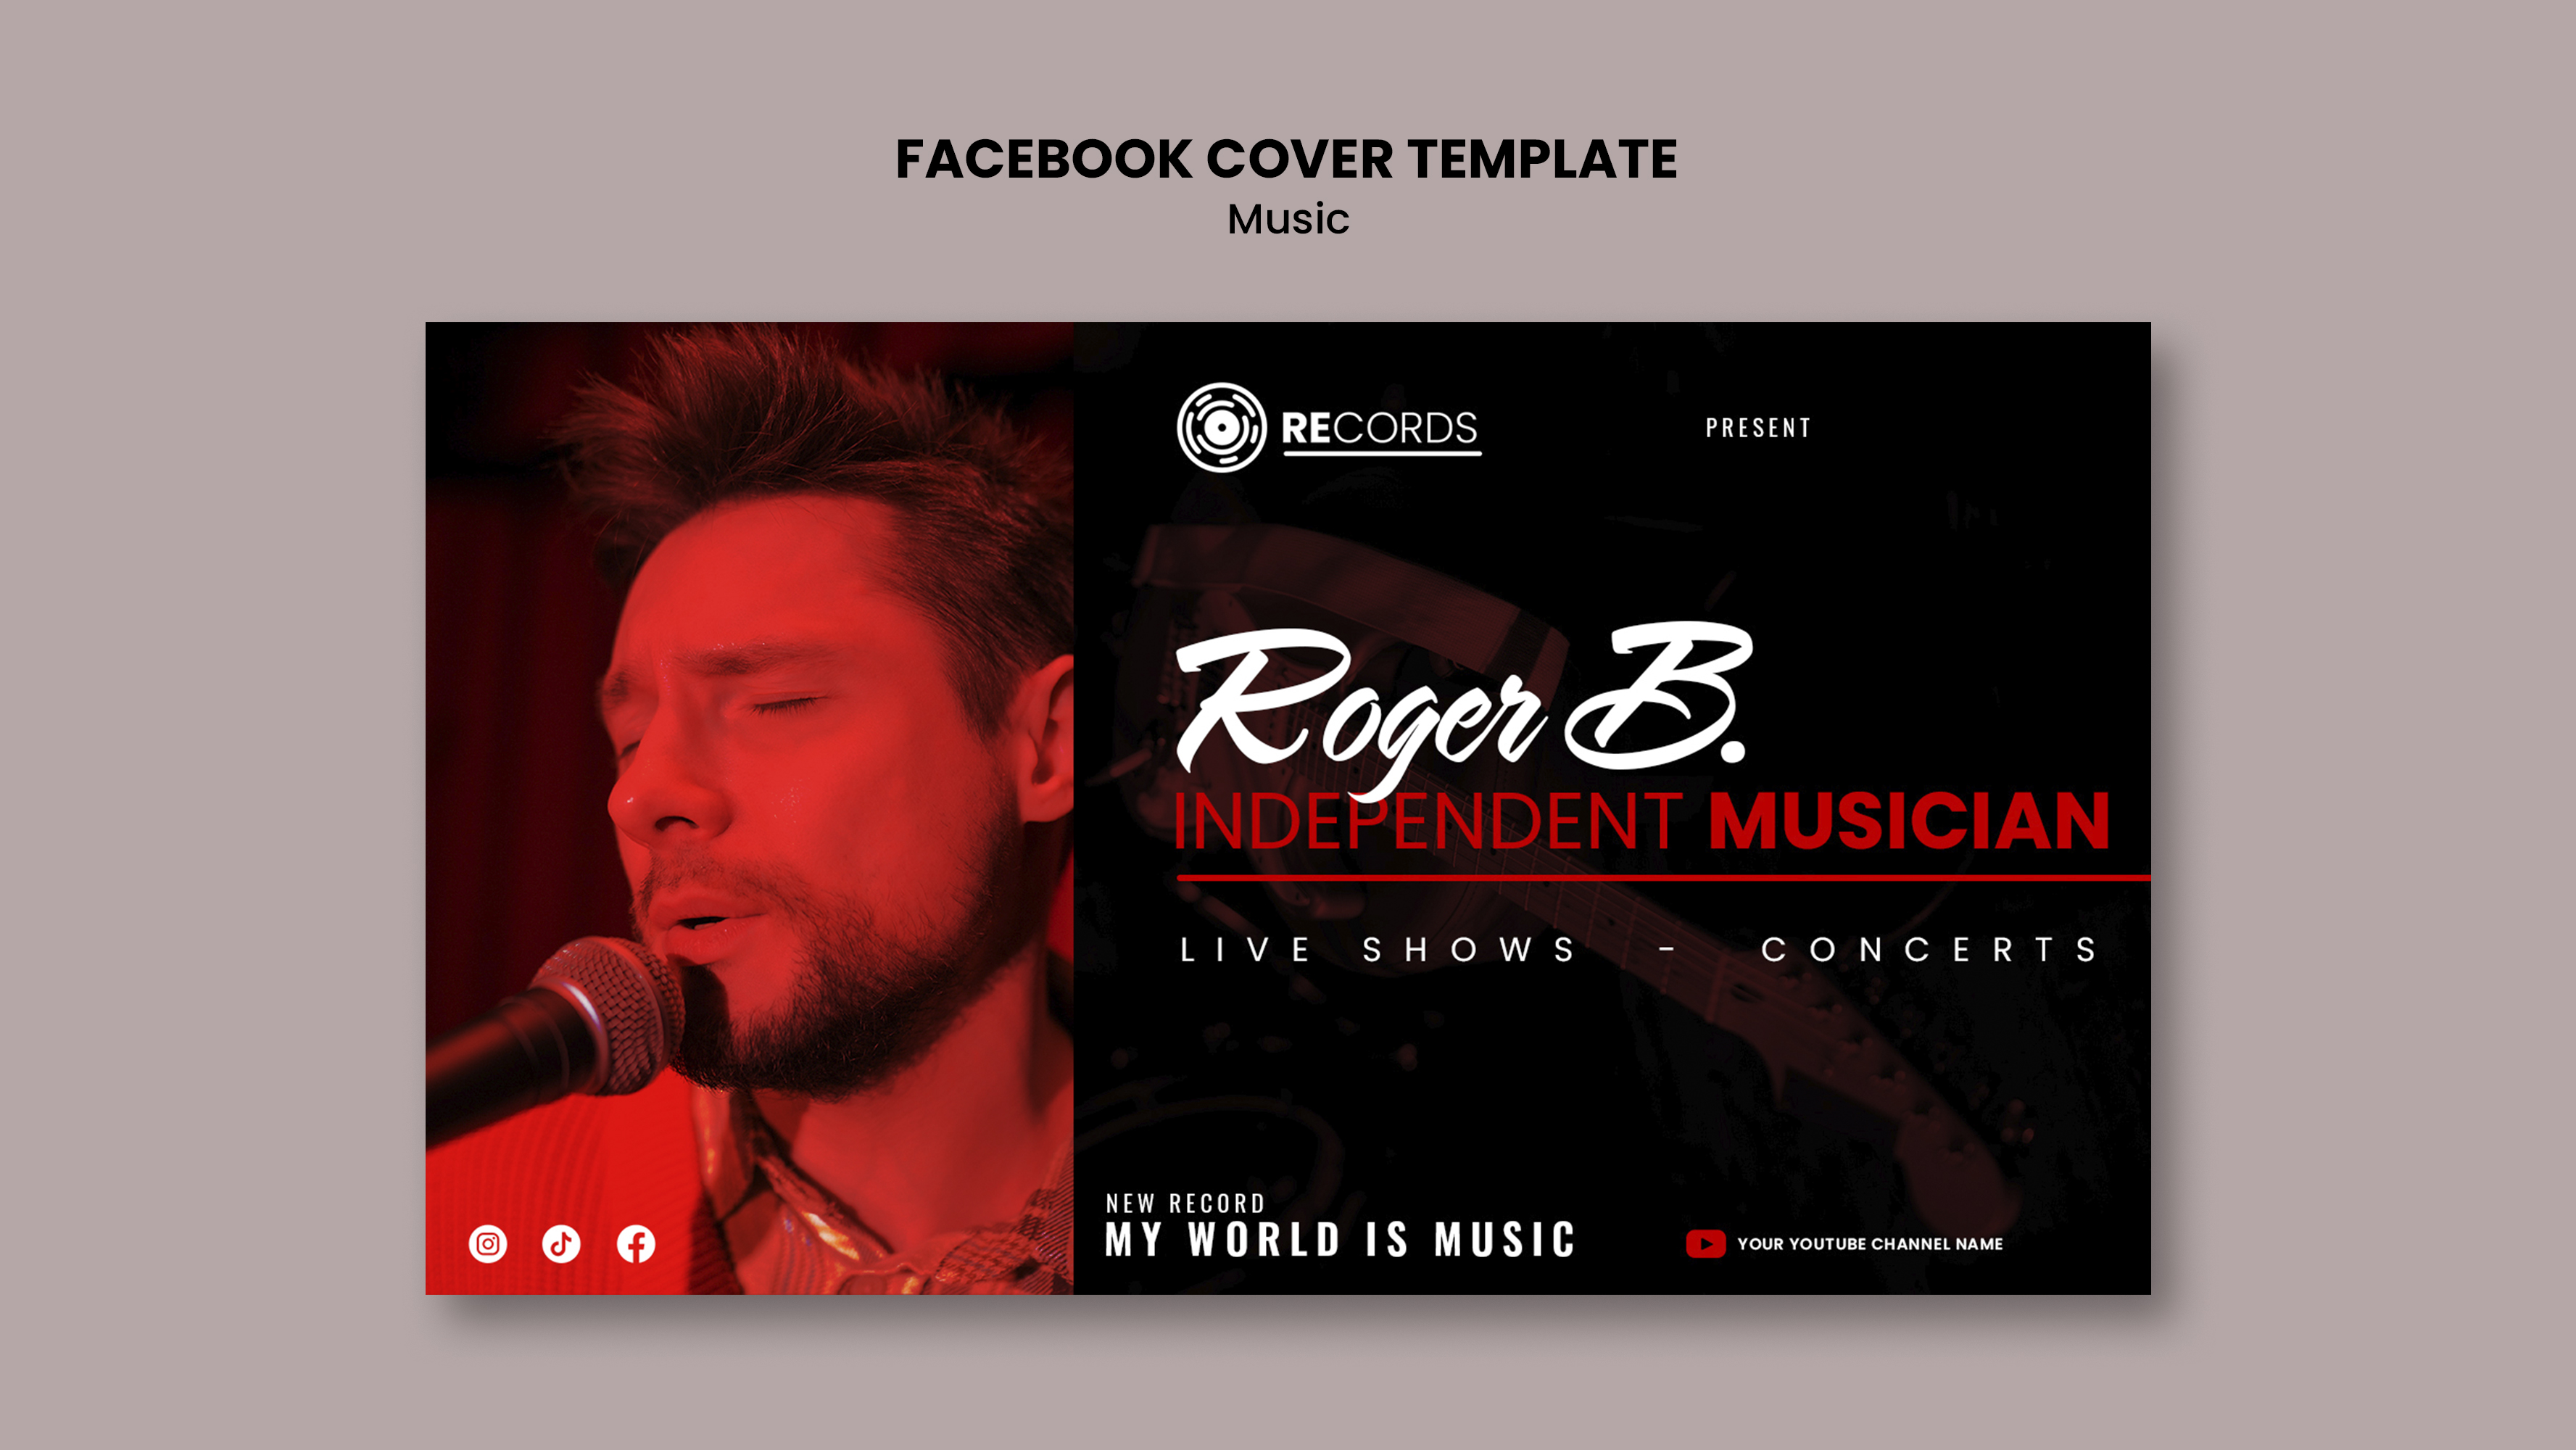 FACEBOOK COVER TEMPLATE
Music
RECORDS
PRESENT
Roger B.
INDEPENDENT MUSICIAN
LIVE SHOWS - CONCERTS
NEW RECORD
MY WORLD IS MUSIC
YOUR YOUTUBE CHANNEL NAME